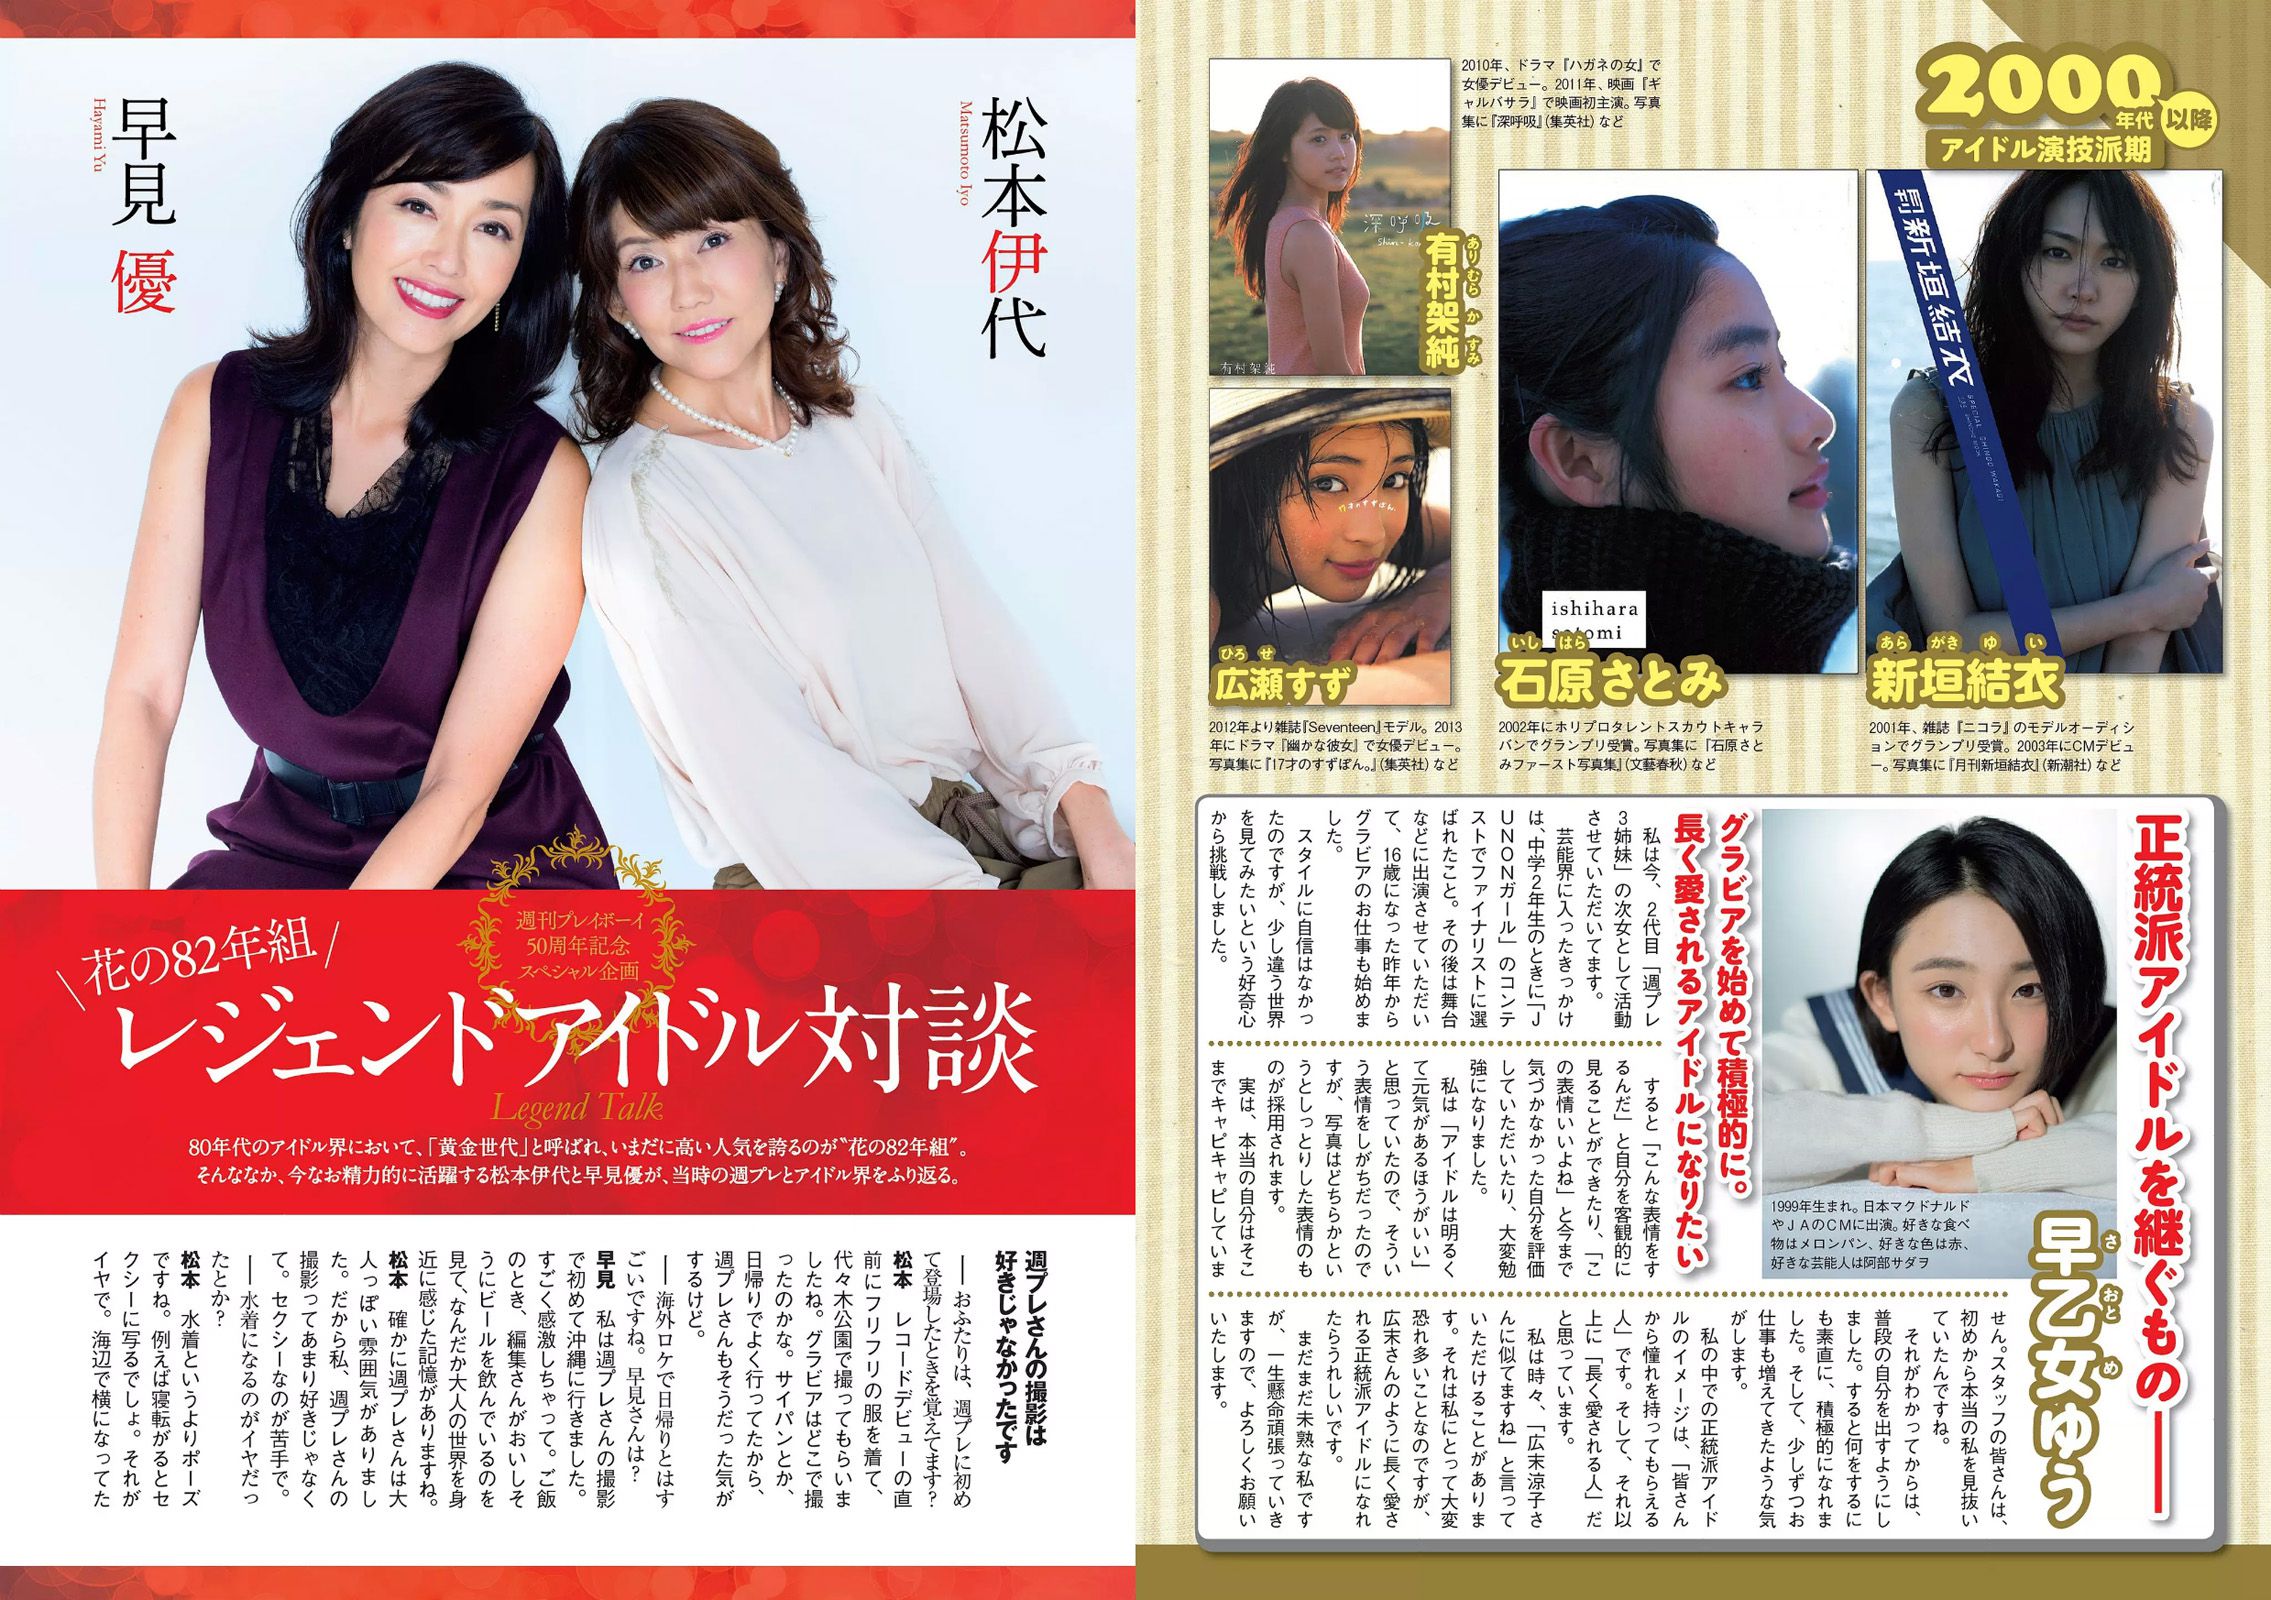 2000年代以降
アイドル演技派期
月刊新垣結衣
SPECIAL
あらがきゆい
新垣結衣
2001年、雑誌『ニコラ』のモデルオーディシ
ョンでグランプリ受賞。2003年にCMデビュ
ー。写真集に『月刊新垣結衣』(新潮社)など
ishihara
satomi
いしはら
石原さとみ
2002年にホリプロタレントスカウトキャラ
バンでグランプリ受賞。写真集に『石原さと
みファースト写真集』(文藝春秋)など
2010年、ドラマ『ハガネの女』で
女優デビュー。2011年、映画『ギ
ャルバサラ』で映画初主演。写真
集に『深呼吸』(集英社)など
深呼吸
ありむらかすみ
有村架純
有村架純
17才のすずぼん。
ひろせ
広瀬すず
2012年より雑誌『Seventeen』モデル。2013
年にドラマ『幽かな彼女』で女優デビュー。
写真集に『17才のすずぼん。』(集英社)など
正統派アイドルを継ぐもの——
早乙女ゆう
さおとめ
1999年生まれ。日本マクドナルド
やJAのCMに出演。好きな食べ
物はメロンパン、好きな色は赤、
好きな芸能人は阿部サダヲ
グラビアを始めて積極的に。
長く愛されるアイドルになりたい
私は今、2代目「週プレ
3姉妹」の次女として活動
させていただいてます。
芸能界に入ったきっかけ
は、中学2年生のときに「J
UNONガール」のコンテ
ストでファイナリストに選
ばれたこと。その後は舞台
などに出演させていただい
て、16歳になった昨年から
グラビアのお仕事も始めま
した。
スタイルに自信はなかっ
たのですが、少し違う世界
を見てみたいという好奇心
から挑戦しました。
すると「こんな表情をす
るんだ」と自分を客観的に
見ることができたり、「こ
の表情いいよね」と今まで
気づかなかった自分を評価
していただいたり、大変勉
強になりました。
私は「アイドルは明るく
て元気があるほうがいい」
と思っていたので、そうい
う表情をしがちだったので
すが、写真はどちらかとい
うとしっとりした表情のも
のが採用されます。
実は、本当の自分はそこ
までキャピキャピしていま
せん。スタッフの皆さんは、
初めから本当の私を見抜い
ていたんですね。
それがわかってからは、
普段の自分を出すようにし
ました。すると何をするに
も素直に、積極的になれま
した。そして、少しずつお
仕事も増えてきたような気
がします。
私の中での正統派アイド
ルのイメージは、「皆さん
から憧れを持ってもらえる
人」です。そして、それ以
上に「長く愛される人」だ
と思っています。
私は時々、「広末涼子さ
んに似てますね」と言って
いただけることがありま
す。それは私にとって大変
恐れ多いことなのですが、
広末さんのように長く愛さ
れる正統派アイドルになれ
たらうれしいです。
まだまだ未熟な私です
が、一生懸命頑張っていき
ますので、よろしくお願い
いたします。
松本伊代
Matsumoto Iyo
早見優
Hayami Yu
週刊プレイボーイ
50周年記念
スペシャル企画
花の82年組
レジェンドアイドル対談
Legend Talk
80年代のアイドル界において、「黄金世代」と呼ばれ、いまだに高い人気を誇るのが“花の82年組”。
そんななか、今なお精力的に活躍する松本伊代と早見優が、当時の週プレとアイドル界をふり返る。
週プレさんの撮影は
好きじゃなかったです
——おふたりは、週プレに初め
て登場したときを覚えてます?
松本 レコードデビューの直
前にフリフリの服を着て、
代々木公園で撮ってもらいま
したね。グラビアはどこで撮
ったのかな。サイパンとか、
日帰りでよく行ってたから、
週プレさんもそうだった気が
するけど。
——海外ロケで日帰りとはす
ごいですね。早見さんは?
早見 私は週プレさんの撮影
で初めて沖縄に行きました。
すごく感激しちゃって。ご飯
のとき、編集さんがおいしそ
うにビールを飲んでいるのを
見て、なんだか大人の世界を身
近に感じた記憶がありますね。
松本 確かに週プレさんは大
人っぽい雰囲気がありまし
た。だから私、週プレさんの
撮影ってあまり好きじゃなく
て。セクシーなのが苦手で。
——水着になるのがイヤだっ
たとか?
松本 水着というよりポーズ
ですね。例えば寝転がるとセ
クシーに写るでしょ。それが
イヤで。海辺で横になってた